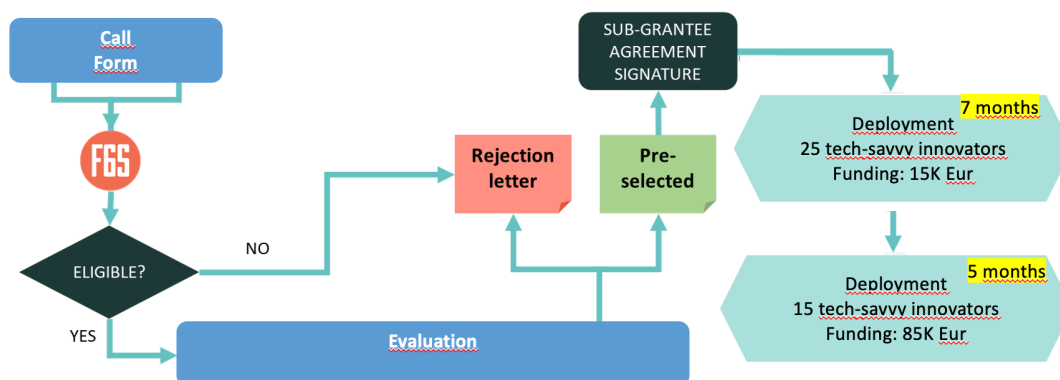 Call
Form
F6S
ELIGIBLE?
NO
YES
Evaluation
Rejection
letter
Pre-
selected
SUB-GRANTEE
AGREEMENT
SIGNATURE
7 months
Deployment
25 tech-savvy innovators
Funding: 15K Eur
5 months
Deployment
15 tech-savvy innovators
Funding: 85K Eur